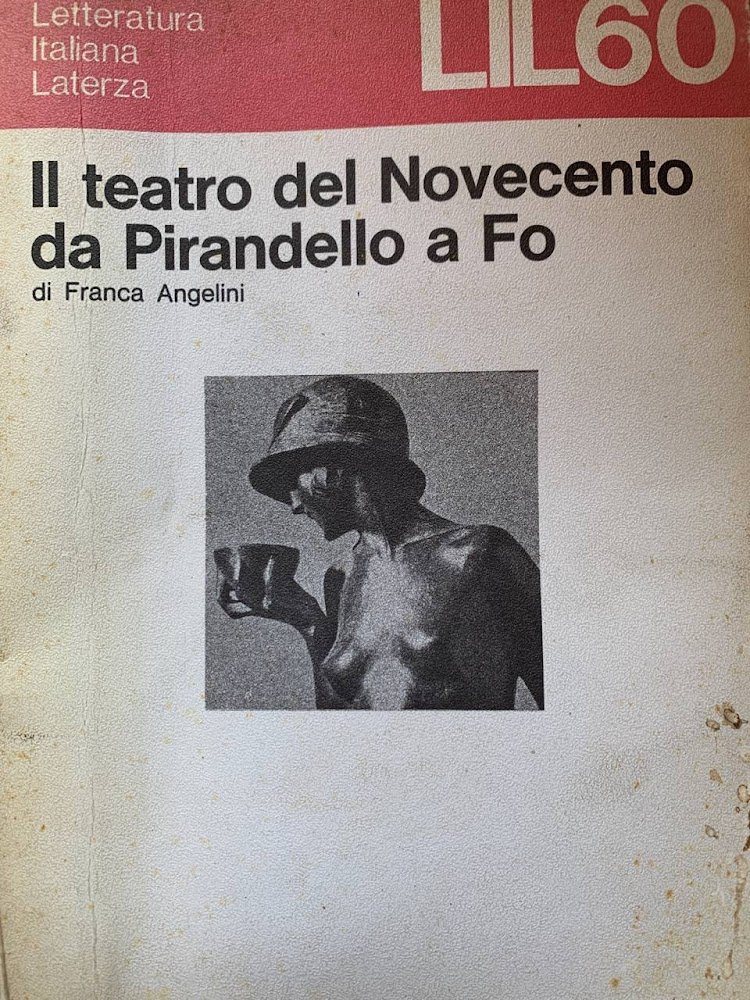 Letteratura
Italiana
Laterza
LIL60
Il teatro del Novecento
da Pirandello a Fo
di Franca Angelini